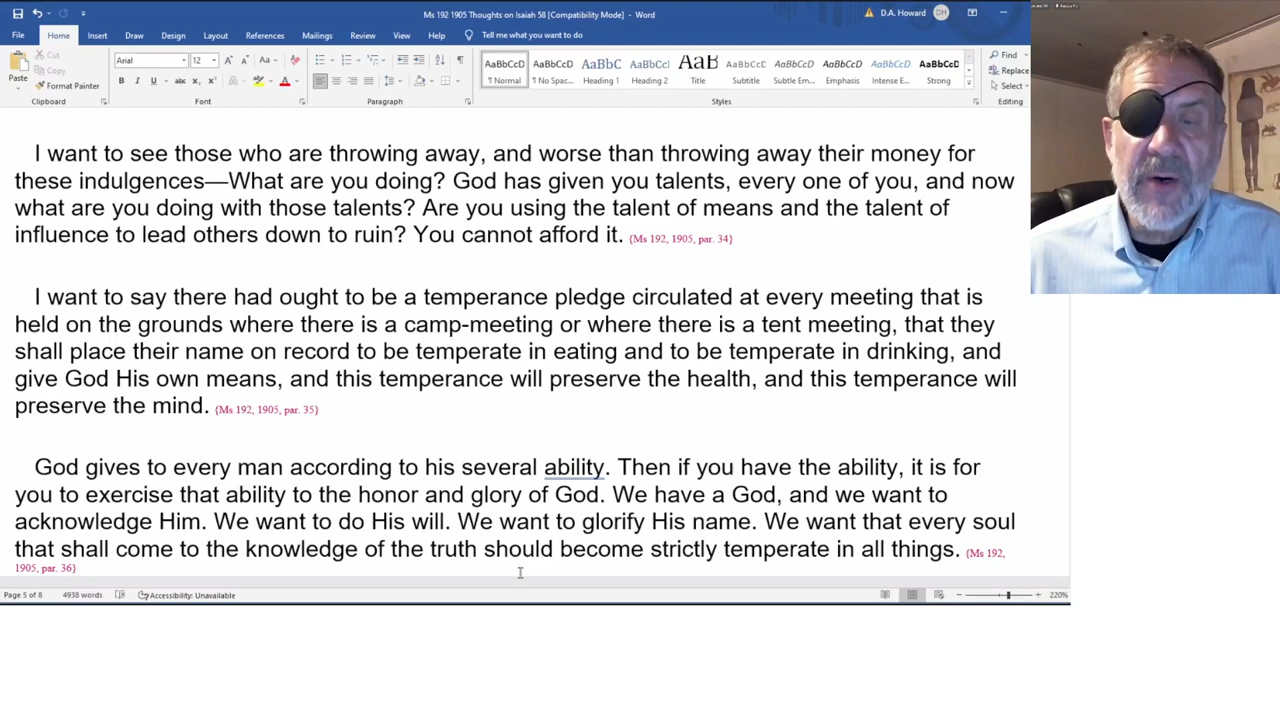 Ms 192 1905 Thoughts on Isaiah 58 [Compatibility Mode] - Word
D.A. Howard DH
File Home Insert Draw Design Layout References Mailings Review View Help Tell me what you want to do
Paste Cut Copy Format Painter Clipboard
Arial 12 Font
Paragraph
AaBbCcD AaBbCcD AaBbC AaBbCcI AaB AaBbCcD AaBbCcD AaBbCcD AaBbCcD AaBbCcD
¶ Normal ¶ No Spac... Heading 1 Heading 2 Title Subtitle Subtle Em... Emphasis Intense E... Strong
Styles
Find Replace Select Editing
I want to see those who are throwing away, and worse than throwing away their money for
these indulgences—What are you doing? God has given you talents, every one of you, and now
what are you doing with those talents? Are you using the talent of means and the talent of
influence to lead others down to ruin? You cannot afford it. {Ms 192, 1905, par. 34}
I want to say there had ought to be a temperance pledge circulated at every meeting that is
held on the grounds where there is a camp-meeting or where there is a tent meeting, that they
shall place their name on record to be temperate in eating and to be temperate in drinking, and
give God His own means, and this temperance will preserve the health, and this temperance will
preserve the mind. {Ms 192, 1905, par. 35}
God gives to every man according to his several ability. Then if you have the ability, it is for
you to exercise that ability to the honor and glory of God. We have a God, and we want to
acknowledge Him. We want to do His will. We want to glorify His name. We want that every soul
that shall come to the knowledge of the truth should become strictly temperate in all things. {Ms 192,
1905, par. 36}
Page 5 of 8 4938 words Accessibility: Unavailable 220%